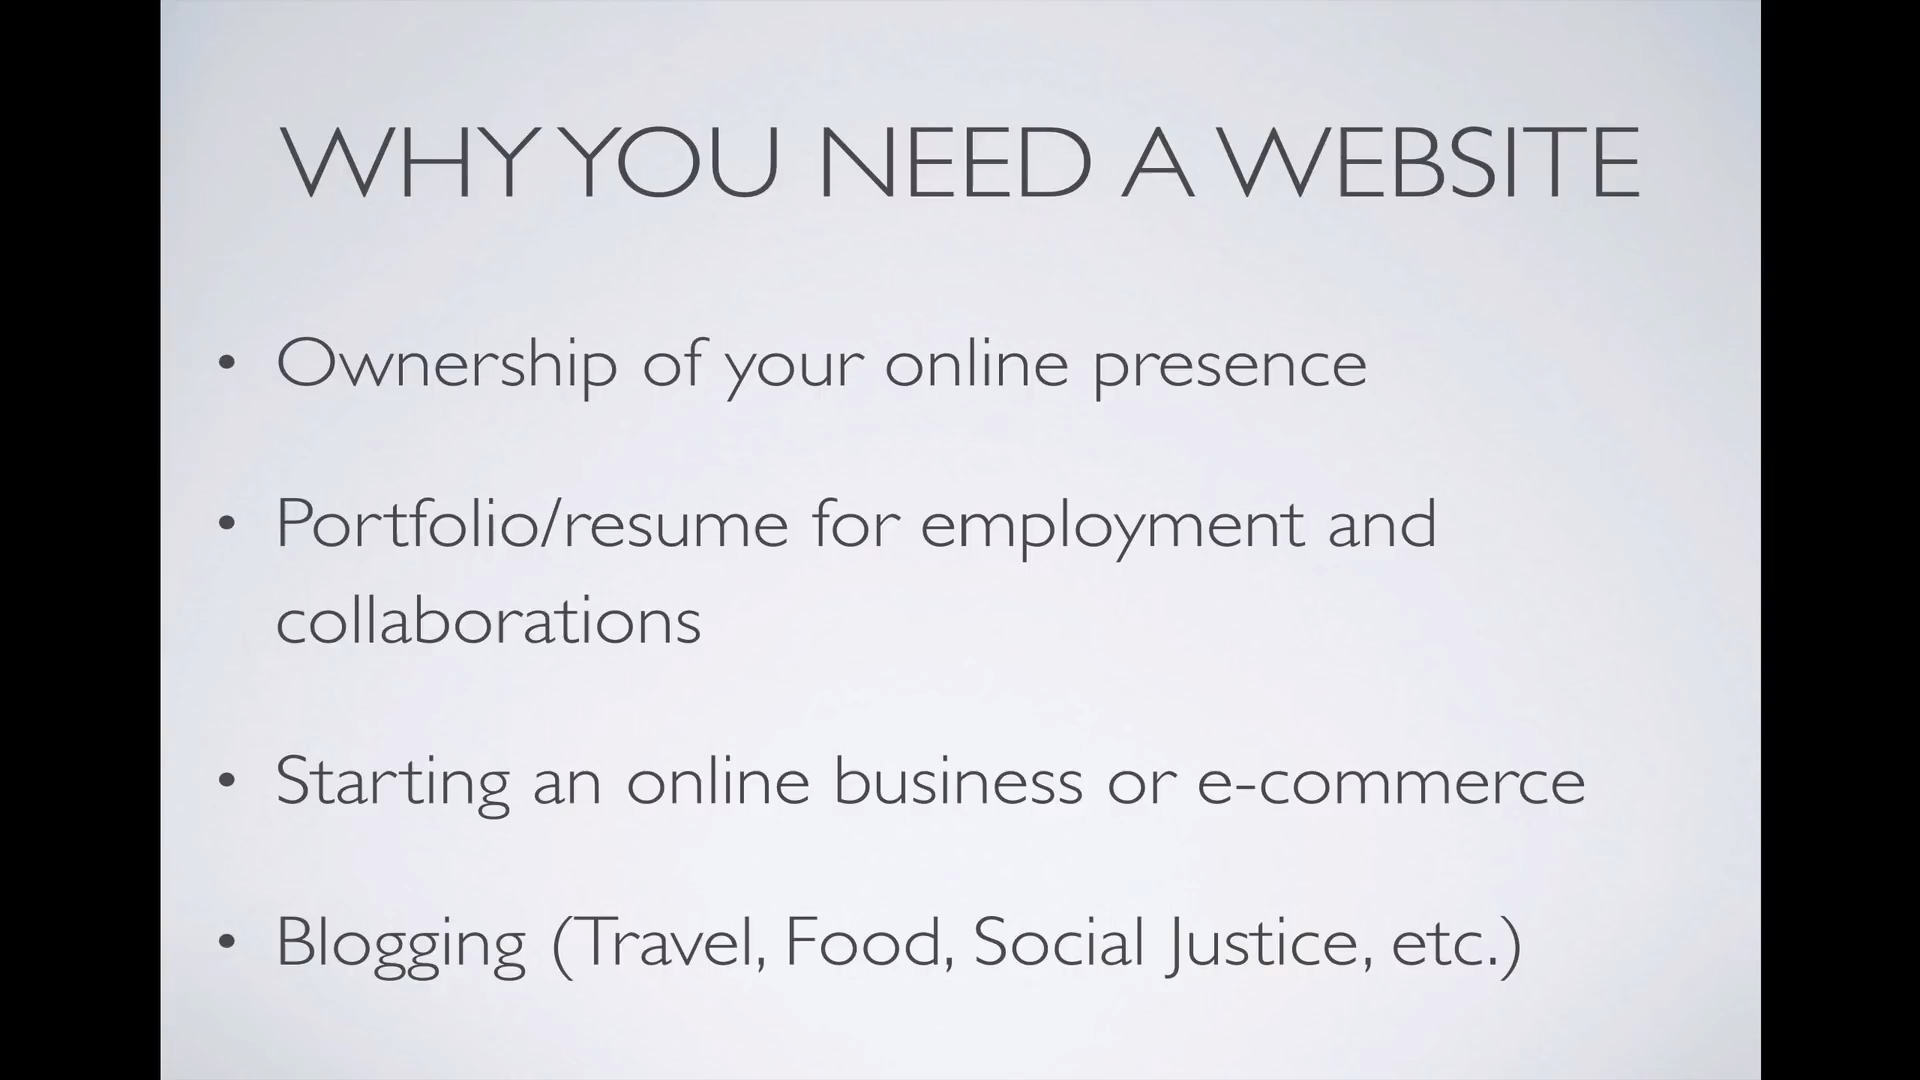 WHY YOU NEED A WEBSITE
• Ownership of your online presence
• Portfolio/resume for employment and
collaborations
• Starting an online business or e-commerce
• Blogging (Travel, Food, Social Justice, etc.)